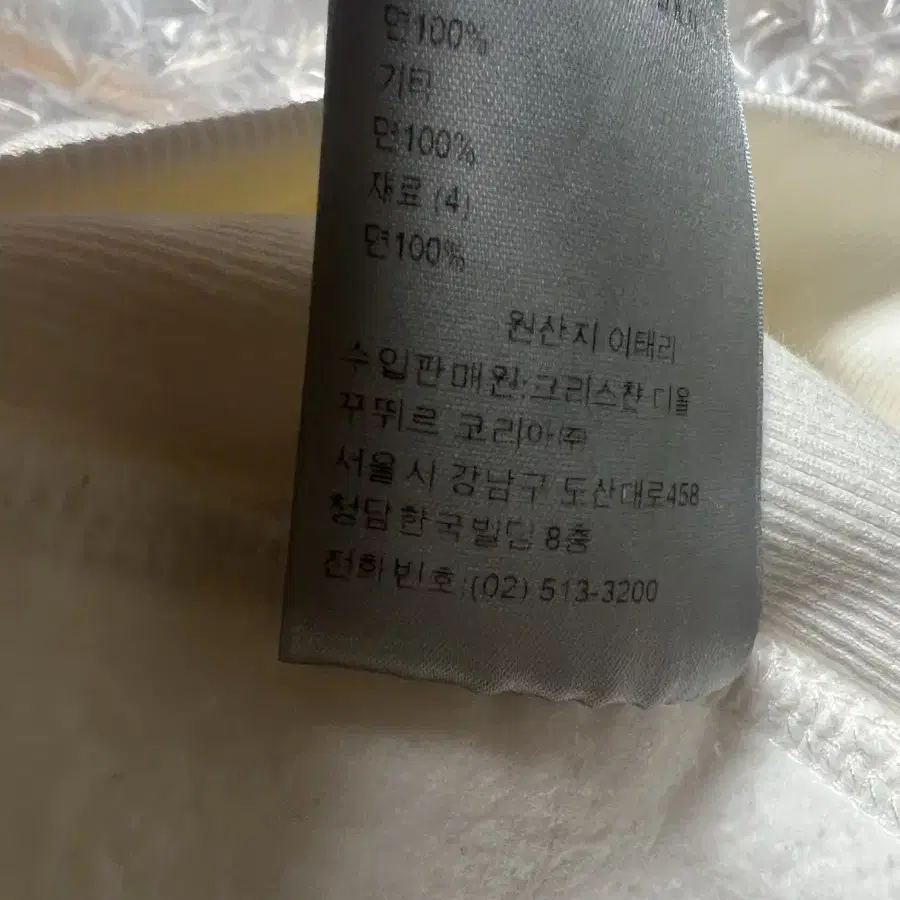 면100%
기타
면100%
재료 (4)
면100%
원산지 이태리
수입판매원:크리스챤 디올
꾸뛰르 코리아㈜
서울시 강남구 도산대로458
청담한국빌딩 8층
전화번호:(02) 513-3200